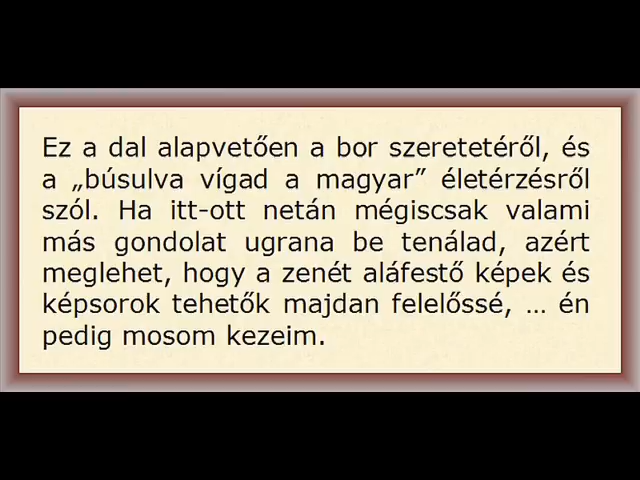 Ez a dal alapvetően a bor szeretetéről, és
a „búsulva vígad a magyar” életérzésről
szól. Ha itt-ott netán mégiscsak valami
más gondolat ugrana be tenálad, azért
meglehet, hogy a zenét aláfestő képek és
képsorok tehetők majdan felelőssé, ... én
pedig mosom kezeim.